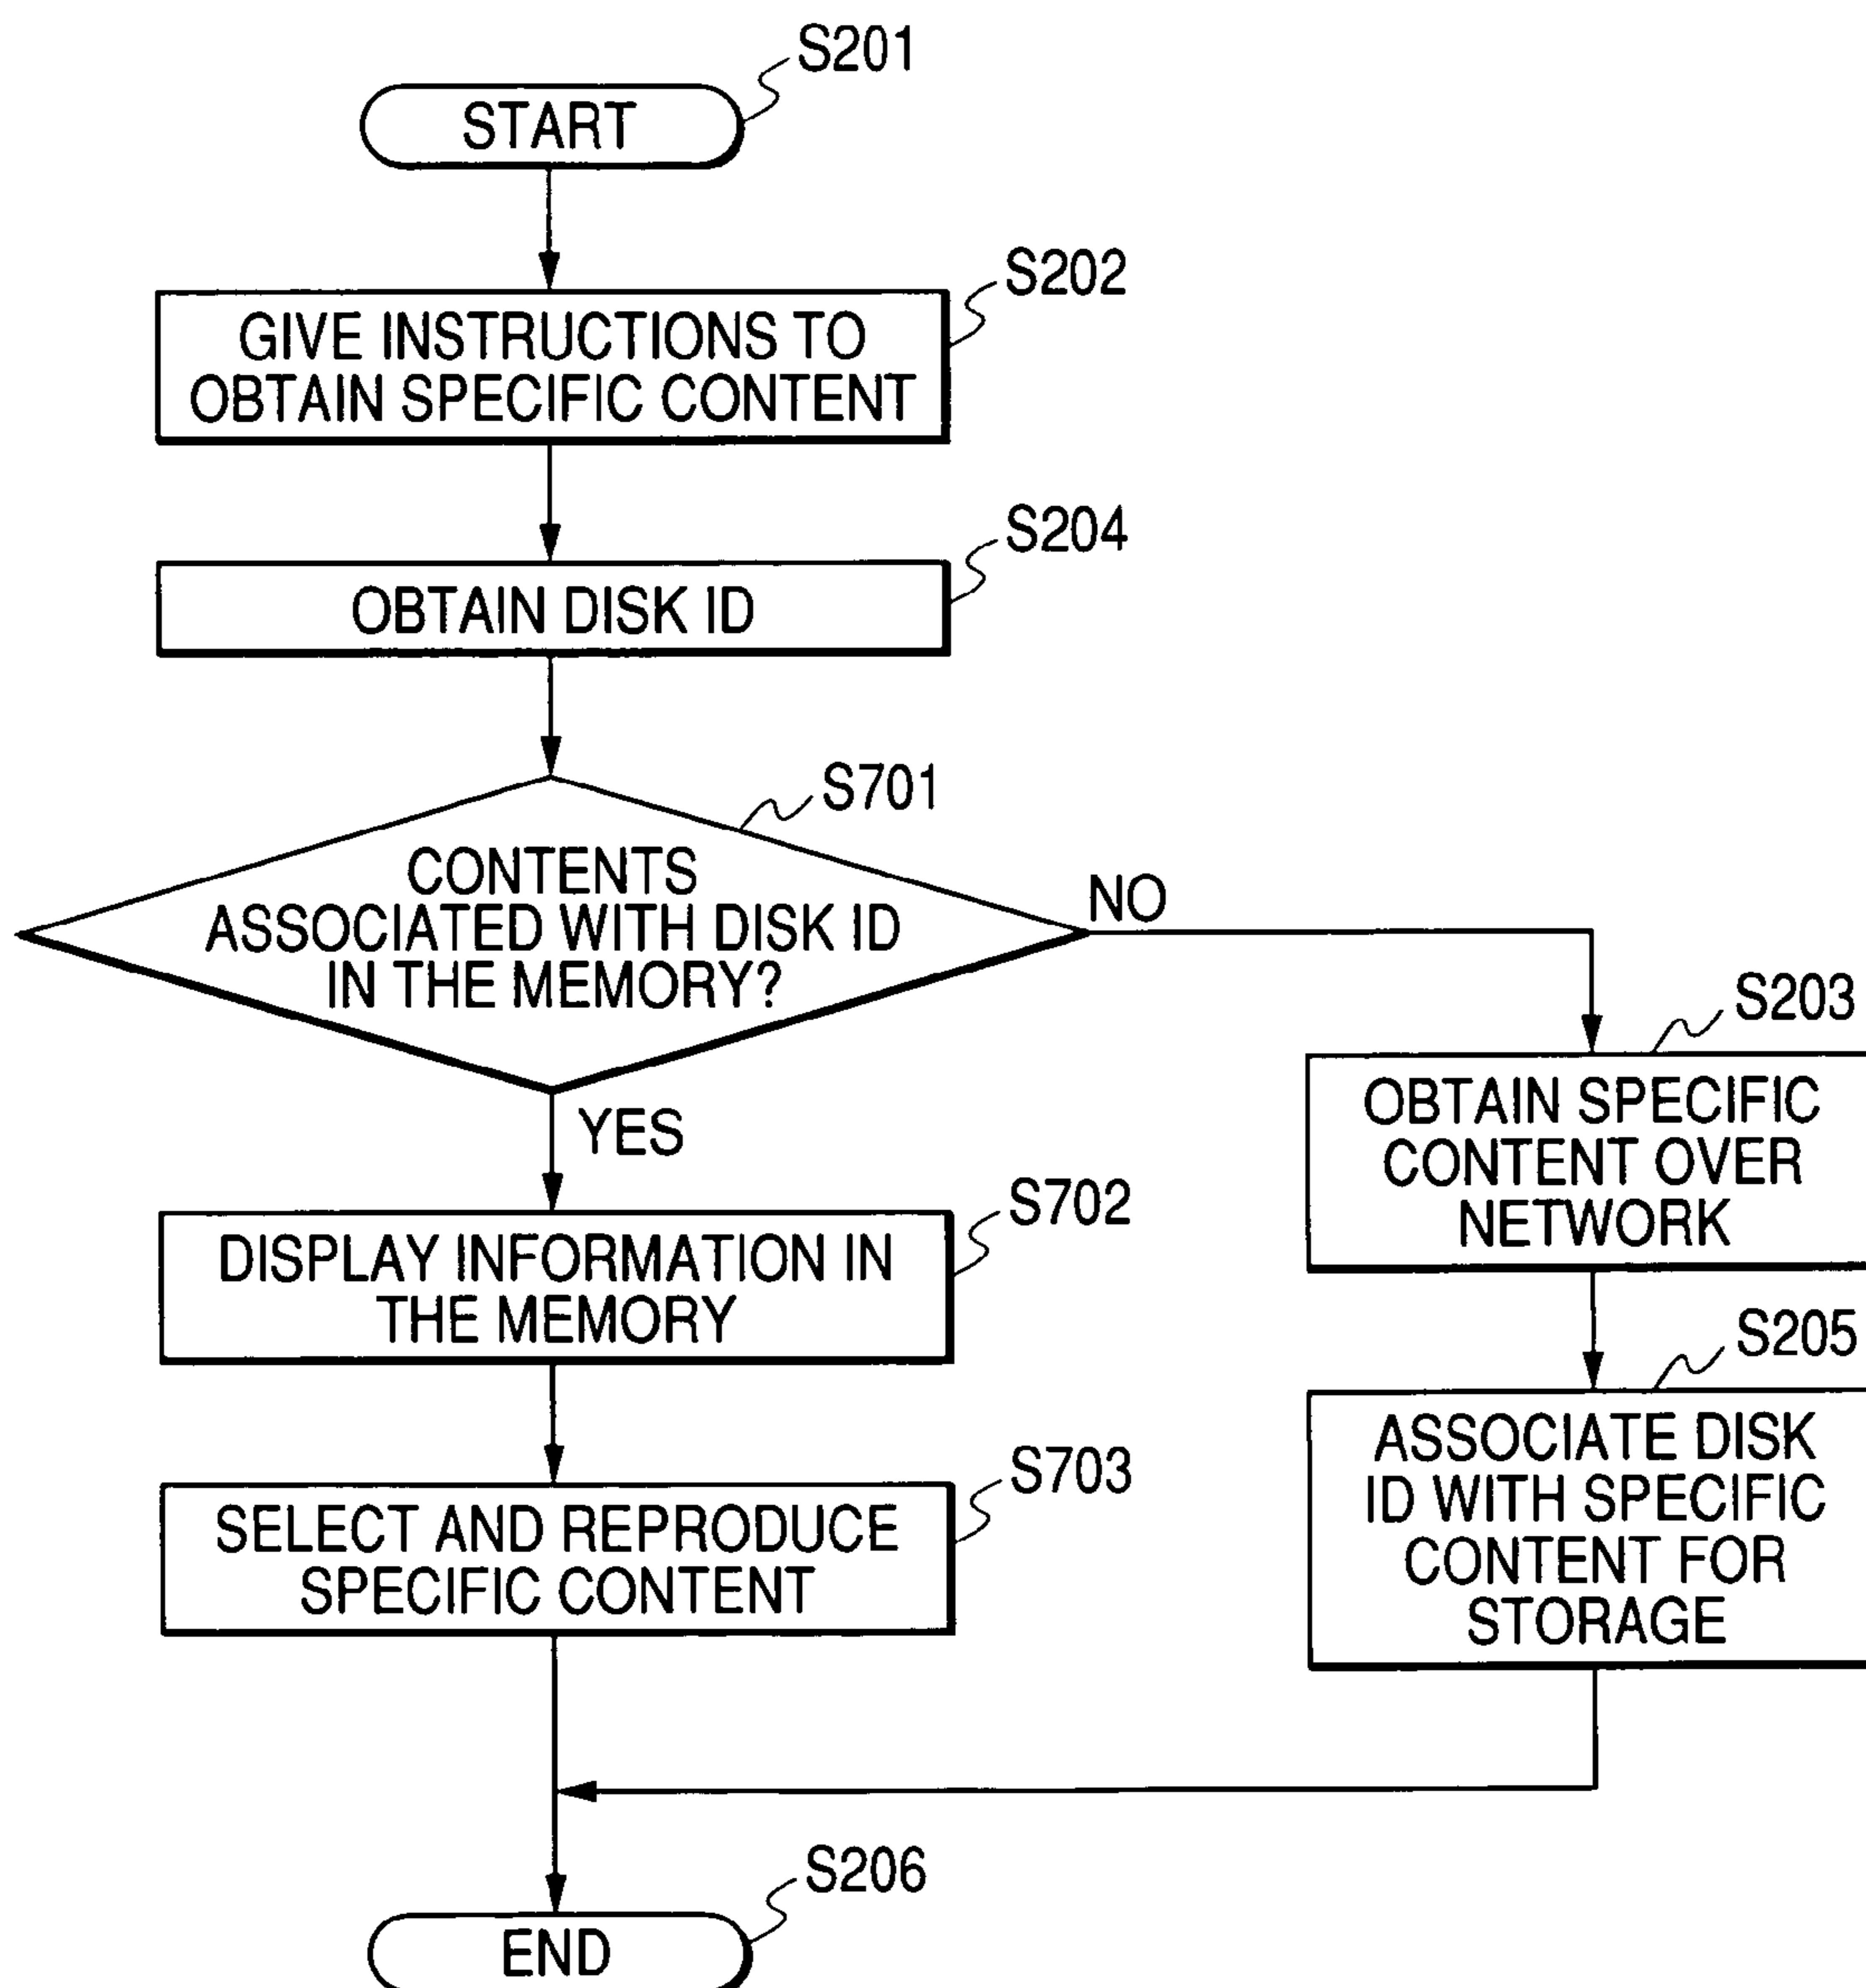 S201
START
S202
GIVE INSTRUCTIONS TO
OBTAIN SPECIFIC CONTENT
S204
OBTAIN DISK ID
S701
CONTENTS
ASSOCIATED WITH DISK ID
IN THE MEMORY?
NO
YES
S203
OBTAIN SPECIFIC
CONTENT OVER
NETWORK
S702
DISPLAY INFORMATION IN
THE MEMORY
S205
ASSOCIATE DISK
ID WITH SPECIFIC
CONTENT FOR
STORAGE
S703
SELECT AND REPRODUCE
SPECIFIC CONTENT
S206
END